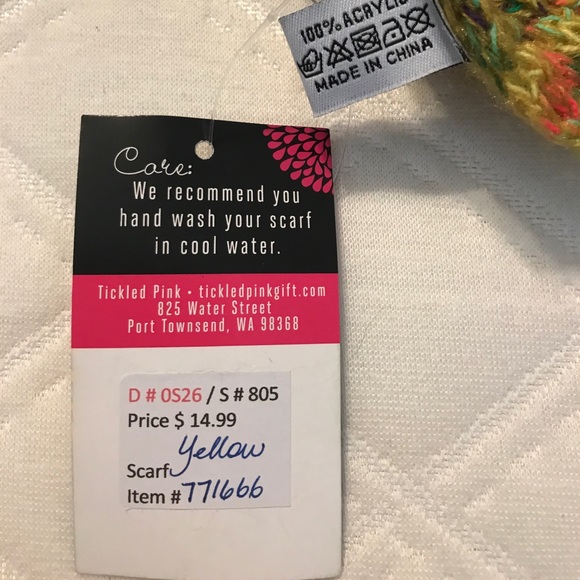 100% ACRYLIC
MADE IN CHINA
Care:
We recommend you
hand wash your scarf
in cool water.
Tickled Pink • tickledpinkgift.com
825 Water Street
Port Townsend, WA 98368
D # 0S26 / S # 805
Price $ 14.99
Scarf Yellow
Item # 771666